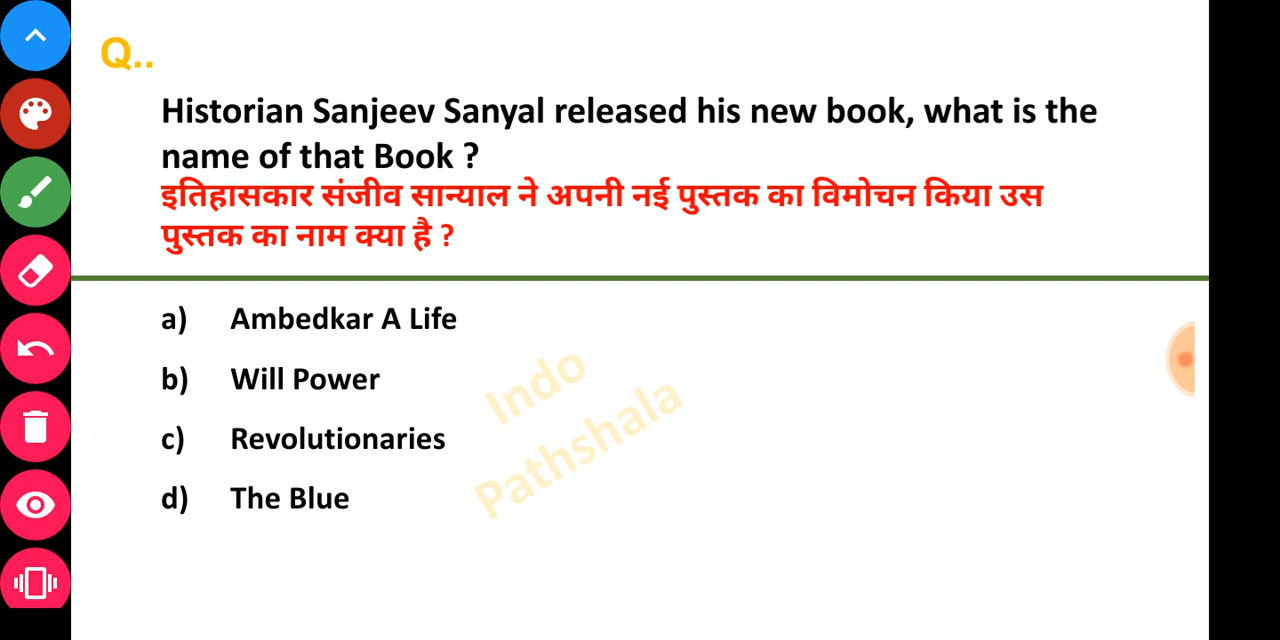 Q..
Historian Sanjeev Sanyal released his new book, what is the
name of that Book ?
इतिहासकार संजीव सान्याल ने अपनी नई पुस्तक का विमोचन किया उस
पुस्तक का नाम क्या है ?
a) Ambedkar A Life
b) Will Power
c) Revolutionaries
d) The Blue
Indo
Pathshala